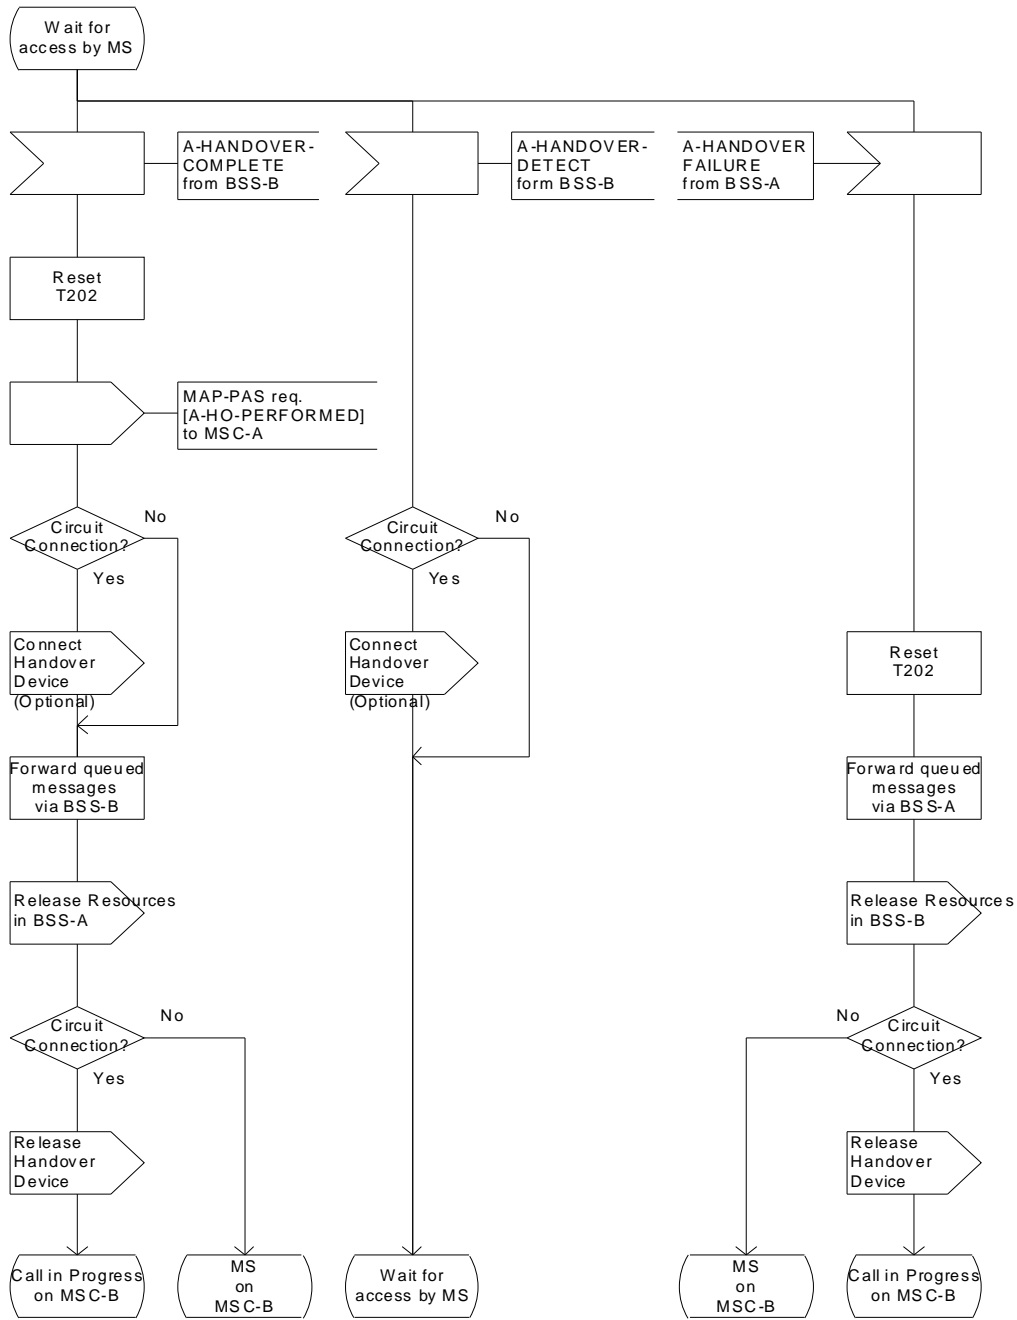 Wait for
access by MS
A-HANDOVER-
COMPLETE
from BSS-B
A-HANDOVER-
DETECT
form BSS-B
A-HANDOVER
FAILURE
from BSS-A
Reset
T202
MAP-PAS req.
[A-HO-PERFORMED]
to MSC-A
Circuit
Connection?
No
Yes
Circuit
Connection?
No
Yes
Connect
Handover
Device
(Optional)
Connect
Handover
Device
(Optional)
Reset
T202
Forward queued
messages
via BSS-B
Forward queued
messages
via BSS-A
Release Resources
in BSS-A
Release Resources
in BSS-B
Circuit
Connection?
No
Yes
No
Circuit
Connection?
Yes
Release
Handover
Device
Release
Handover
Device
Call in Progress
on MSC-B
MS
on
MSC-B
Wait for
access by MS
MS
on
MSC-B
Call in Progress
on MSC-B